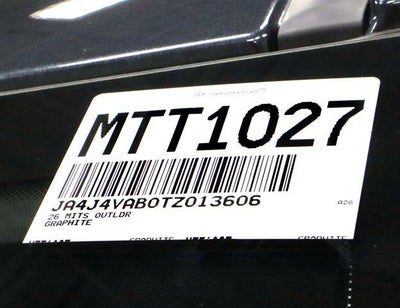 MTT1027
JA4J4VAB0TZ013606
26 MITS OUTLDR
GRAPHITE
A26